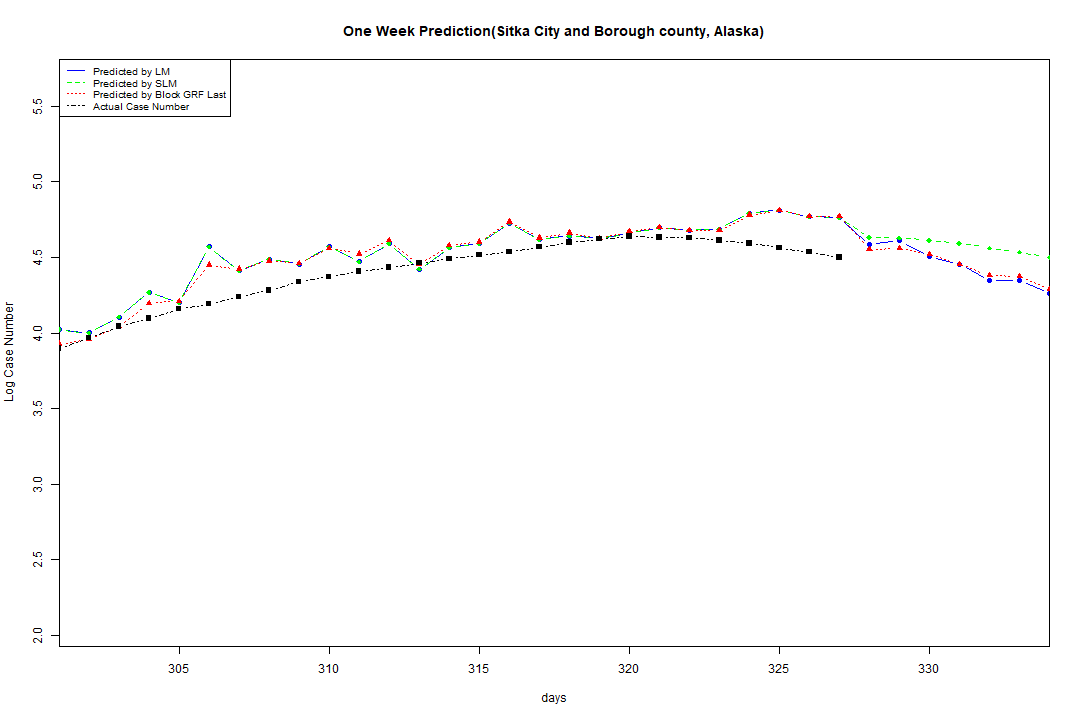 One Week Prediction(Sitka City and Borough county, Alaska)
Predicted by LM
Predicted by SLM
Predicted by Block GRF Last
Actual Case Number
5.5
5.0
4.5
4.0
3.5
3.0
2.5
2.0
Log Case Number
305 310 315 320 325 330
days